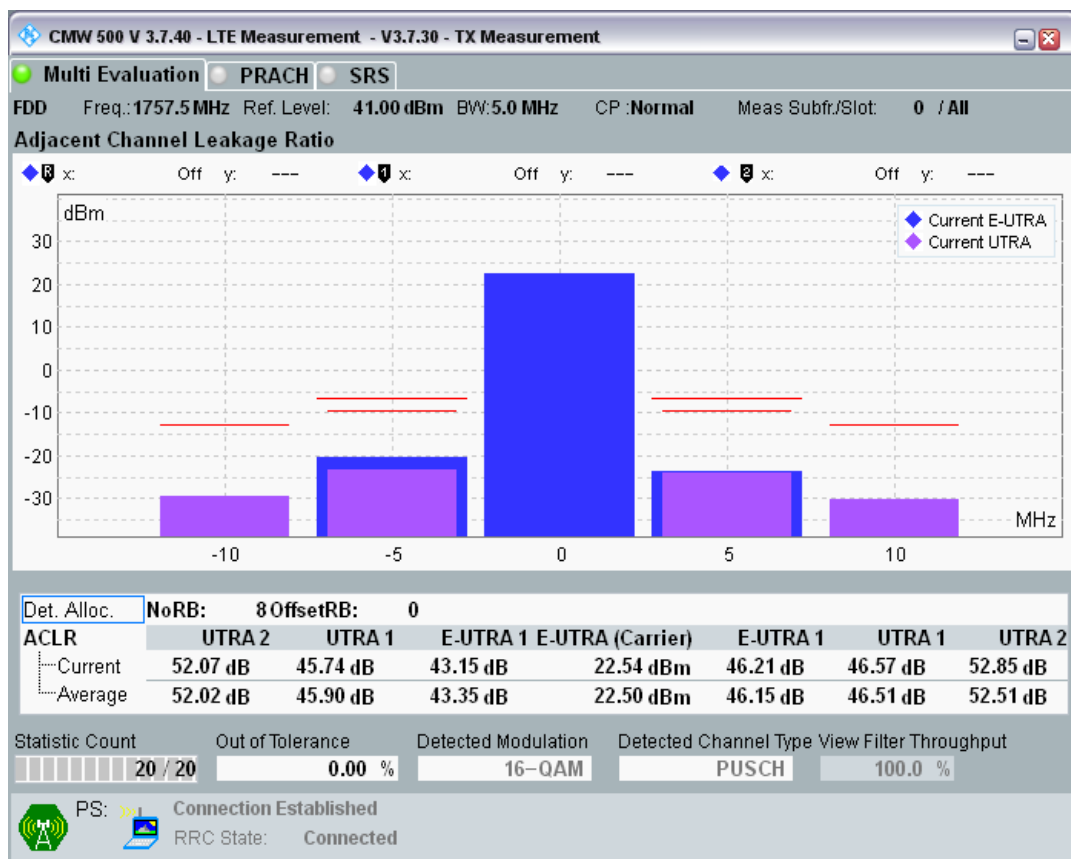 CMW 500 V 3.7.40 - LTE Measurement - V3.7.30 - TX Measurement
Multi Evaluation PRACH SRS
FDD Freq.: 1757.5 MHz Ref. Level: 41.00 dBm BW: 5.0 MHz CP :Normal Meas Subfr./Slot: 0 / All
Adjacent Channel Leakage Ratio
R x: Off y: --- 1 x: Off y: --- 2 x: Off y: ---
dBm
Current E-UTRA
Current UTRA
30
20
10
0
-10
-20
-30
MHz
-10 -5 0 5 10
Det. Alloc. NoRB: 8 OffsetRB: 0
ACLR UTRA 2 UTRA 1 E-UTRA 1 E-UTRA (Carrier) E-UTRA 1 UTRA 1 UTRA 2
Current 52.07 dB 45.74 dB 43.15 dB 22.54 dBm 46.21 dB 46.57 dB 52.85 dB
Average 52.02 dB 45.90 dB 43.35 dB 22.50 dBm 46.15 dB 46.51 dB 52.51 dB
Statistic Count Out of Tolerance Detected Modulation Detected Channel Type View Filter Throughput
20 / 20 0.00 % 16-QAM PUSCH 100.0 %
PS: Connection Established
RRC State: Connected